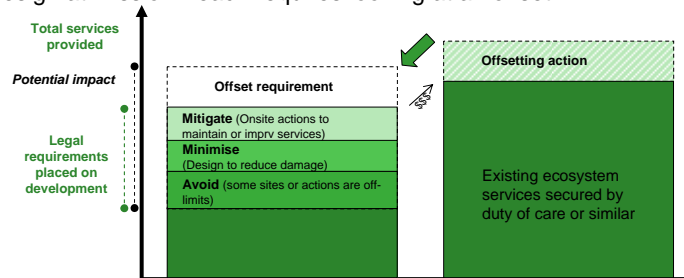 Total services
provided
Potential impact
Legal
requirements
placed on
development
Offset requirement
Mitigate (Onsite actions to
maintain or imprv services)
Minimise
(Design to reduce damage)
Avoid (some sites or actions are off-
limits)
$$$
Offsetting action
Existing ecosystem
services secured by
duty of care or similar